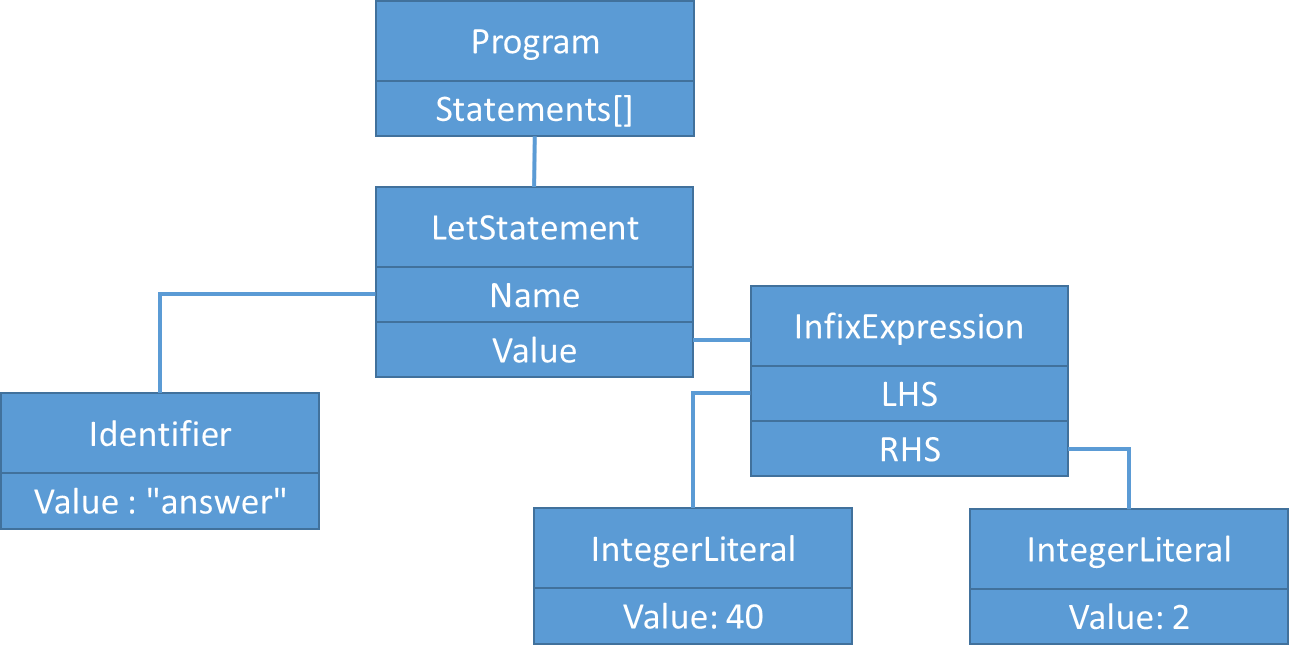 Program
Statements[]
LetStatement
Name
Value
Identifier
Value : "answer"
InfixExpression
LHS
RHS
IntegerLiteral
Value: 40
IntegerLiteral
Value: 2